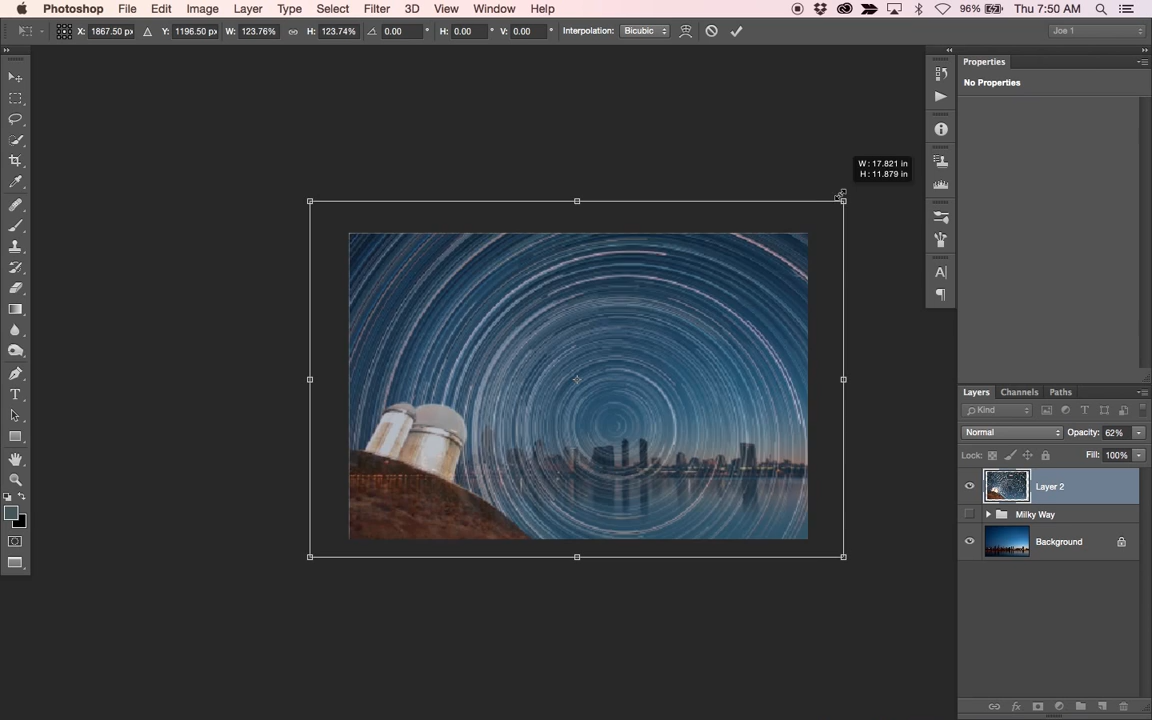 Photoshop File Edit Image Layer Type Select Filter 3D View Window Help 96% Thu 7:50 AM
X: 1867.50 px Y: 1196.50 px W: 123.76% H: 123.74% 0.00 ° H: 0.00 ° V: 0.00 ° Interpolation: Bicubic Joe 1
Properties
No Properties
W: 17.821 in
H: 11.879 in
A
T
Layers Channels Paths
Kind T
Normal Opacity: 62%
Lock: Fill: 100%
Layer 2
Milky Way
Background
fx